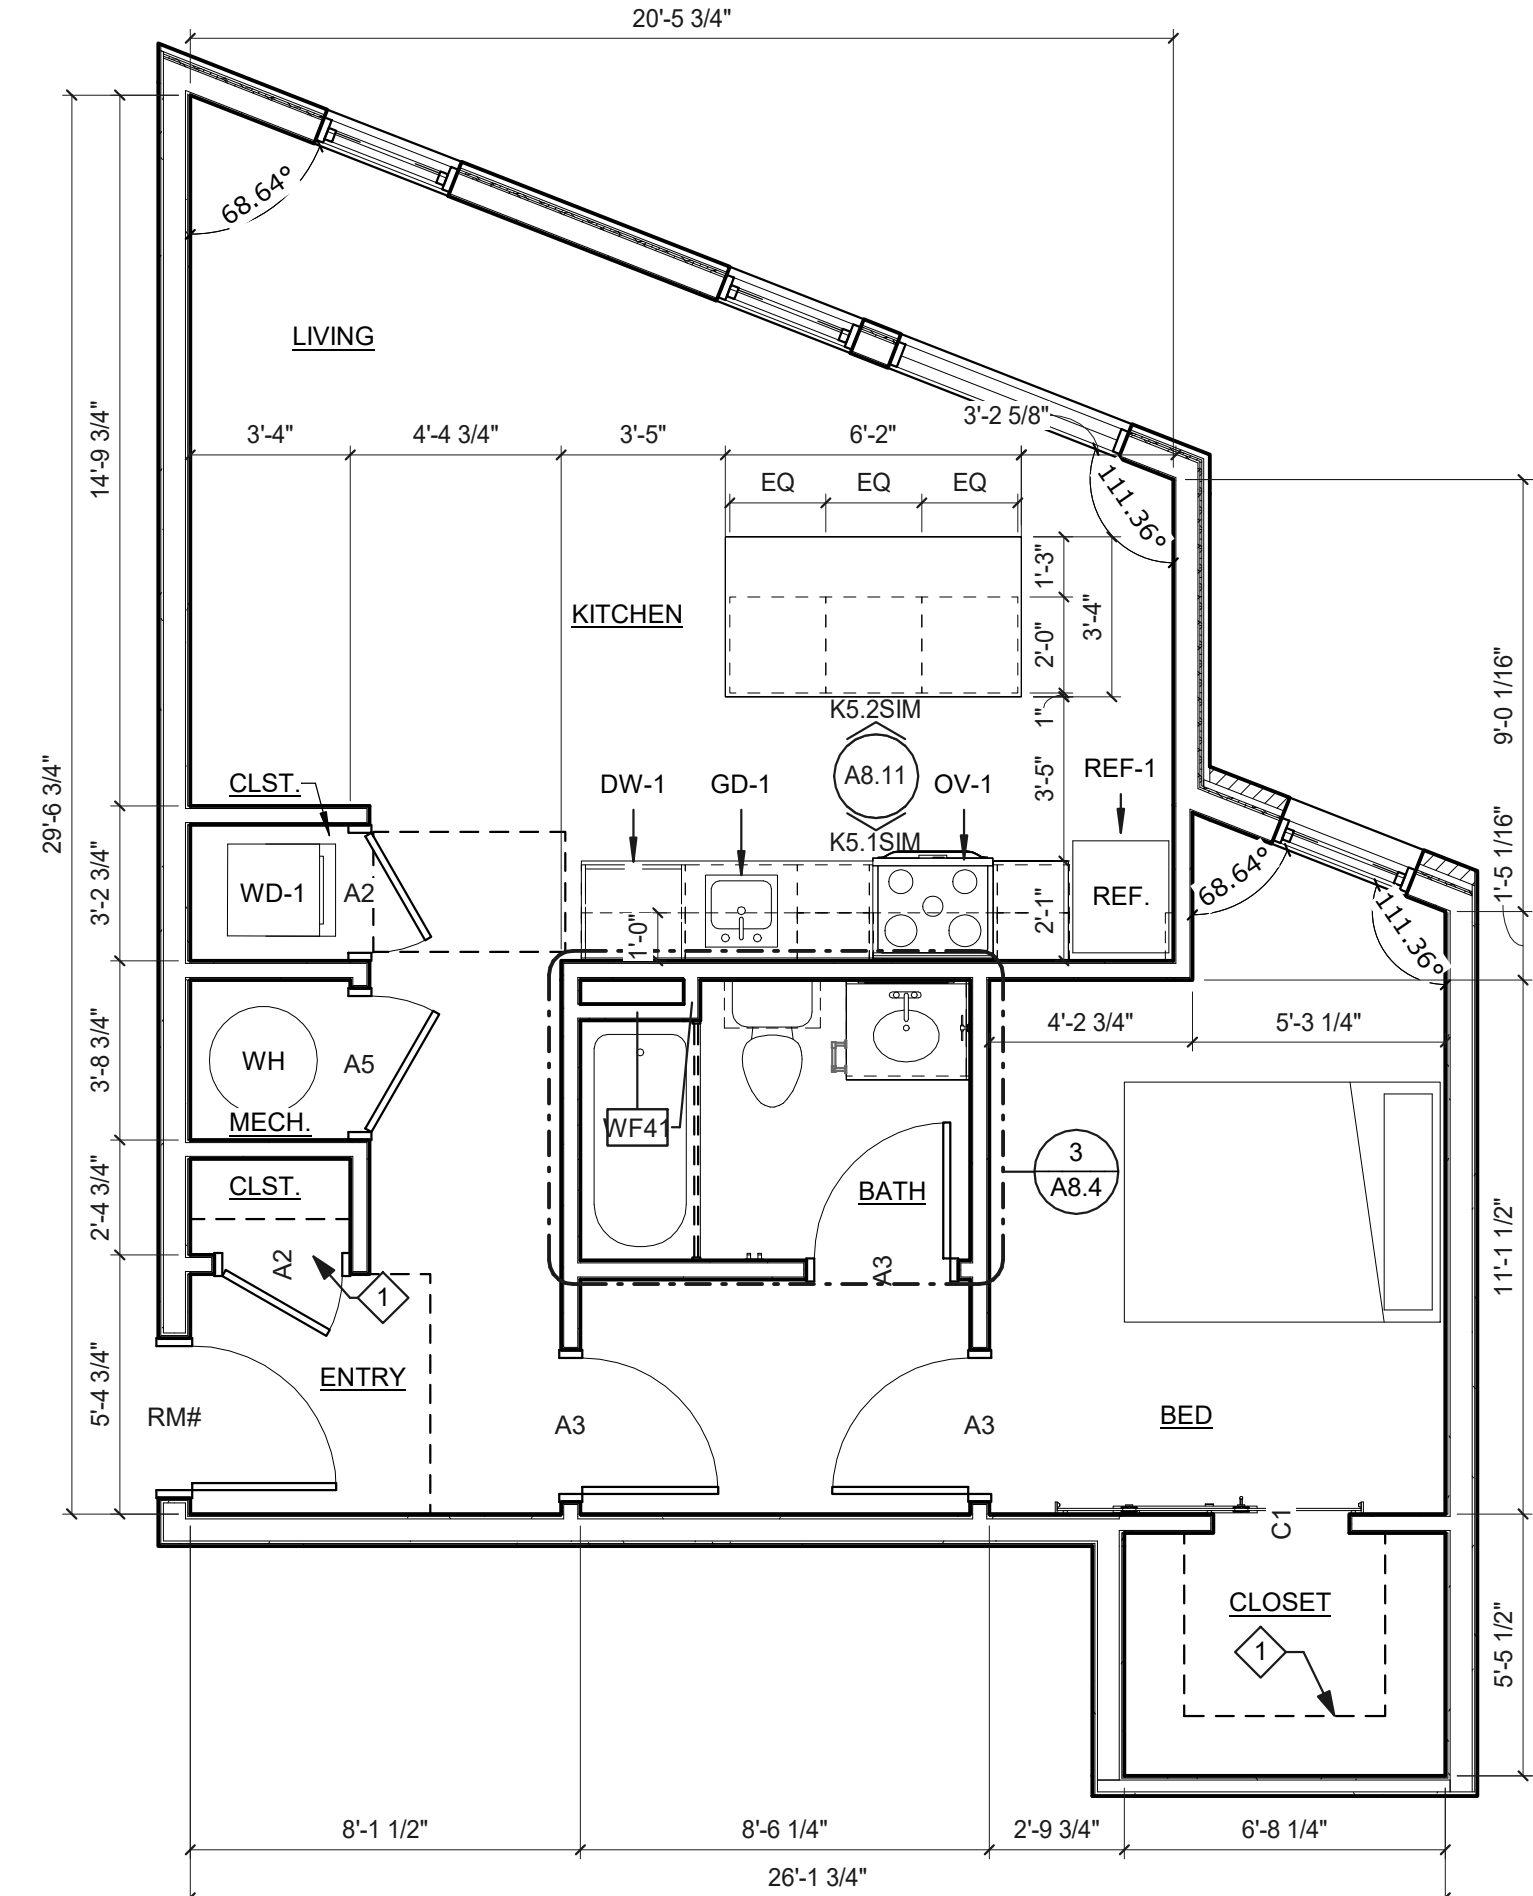 20'-5 3/4"
68.64°
LIVING
3'-4"
4'-4 3/4"
3'-5"
6'-2"
3'-2 5/8"
EQ
EQ
EQ
111.36°
14'-9 3/4"
29'-6 3/4"
KITCHEN
1'-3"
2'-0"
3'-4"
1"
3'-5"
K5.2SIM
A8.11
K5.1SIM
9'-0 1/16"
CLST.
DW-1
GD-1
OV-1
REF-1
3'-2 3/4"
WD-1
A2
1'-0"
2'-1"
REF.
68.64°
111.36°
1'-5 1/16"
3'-8 3/4"
WH
A5
MECH.
4'-2 3/4"
5'-3 1/4"
WF41
3
A8.4
2'-4 3/4"
CLST.
BATH
A2
1
A3
11'-1 1/2"
5'-4 3/4"
ENTRY
RM#
A3
A3
BED
C1
CLOSET
1
5'-5 1/2"
8'-1 1/2"
8'-6 1/4"
2'-9 3/4"
6'-8 1/4"
26'-1 3/4"